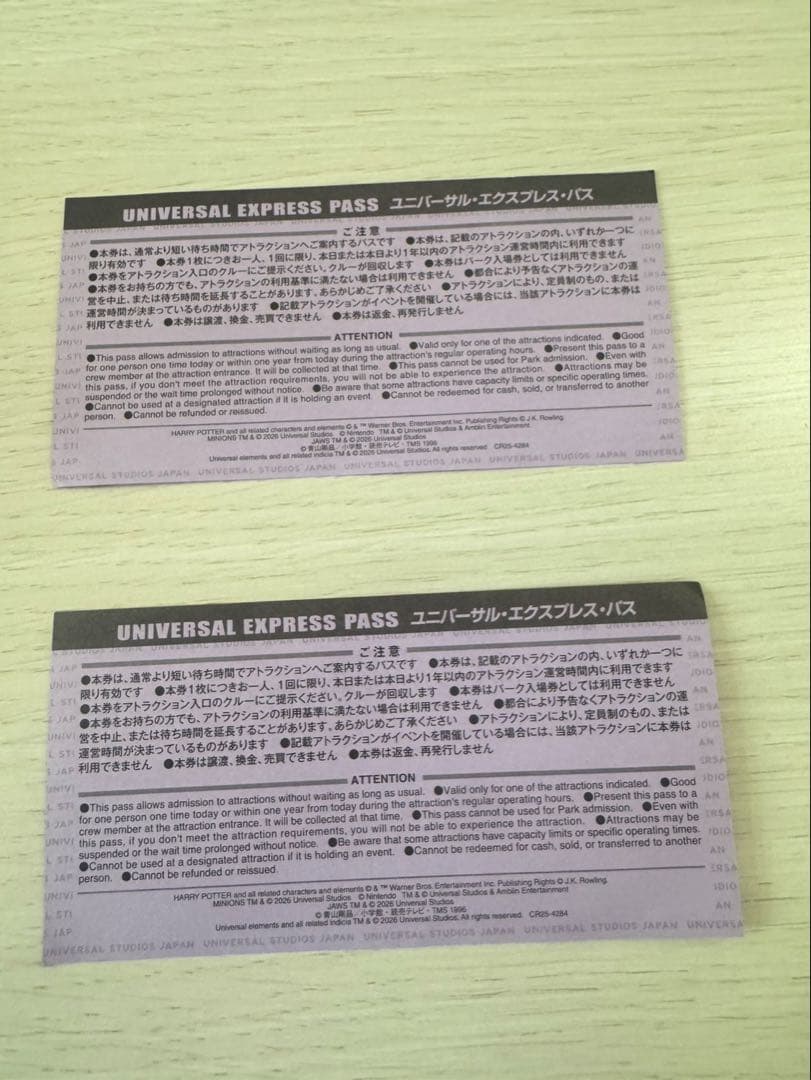 UNIVERSAL EXPRESS PASS ユニバーサル・エクスプレス・パス
ご注意
●本券は、通常より短い待ち時間でアトラクションへご案内するパスです ●本券は、記載のアトラクションの内、いずれか一つに
限り有効です ●本券1枚につきお一人、1回に限り、本日または本日より1年以内のアトラクション運営時間内に利用できます
●本券をアトラクション入口のクルーにご提示ください。クルーが回収します ●本券はパーク入場券としては利用できません
●本券をお持ちの方でも、アトラクションの利用基準に満たない場合は利用できません ●都合により予告なくアトラクションの運
営を中止、または待ち時間を延長することがあります。あらかじめご了承ください ●アトラクションにより、定員制のもの、または
運営時間が決まっているものがあります ●記載アトラクションがイベントを開催している場合には、当該アトラクションに本券は
利用できません ●本券は譲渡、換金、売買できません ●本券は返金、再発行しません
ATTENTION
●This pass allows admission to attractions without waiting as long as usual. ●Valid only for one of the attractions indicated. ●Good
for one person one time today or within one year from today during the attraction's regular operating hours. ●Present this pass to a
crew member at the attraction entrance. It will be collected at that time. ●This pass cannot be used for Park admission. ●Even with
this pass, if you don't meet the attraction requirements, you will not be able to experience the attraction. ●Attractions may be
suspended or the wait time prolonged without notice. ●Be aware that some attractions have capacity limits or specific operating times.
●Cannot be used at a designated attraction if it is holding an event. ●Cannot be redeemed for cash, sold, or transferred to another
person. ●Cannot be refunded or reissued.
HARRY POTTER and all related characters and elements © & ™ Warner Bros. Entertainment Inc. Publishing Rights © J.K. Rowling.
MINIONS TM & © 2026 Universal Studios © Nintendo TM & © Universal Studios & Amblin Entertainment.
JAWS TM & © 2026 Universal Studios
© 青山剛昌／小学館・読売テレビ・TMS 1996
Universal elements and all related indicia TM & © 2026 Universal Studios. All rights reserved. CR25-4284
UNIVERSAL STUDIOS JAPAN UNIVERSAL STUDIOS JAPAN UNIVERSAL STUDIOS JAPAN UNIVERSA
UNIVERSAL EXPRESS PASS ユニバーサル・エクスプレス・パス
ご注意
●本券は、通常より短い待ち時間でアトラクションへご案内するパスです ●本券は、記載のアトラクションの内、いずれか一つに
限り有効です ●本券1枚につきお一人、1回に限り、本日または本日より1年以内のアトラクション運営時間内に利用できます
●本券をアトラクション入口のクルーにご提示ください。クルーが回収します ●本券はパーク入場券としては利用できません
●本券をお持ちの方でも、アトラクションの利用基準に満たない場合は利用できません ●都合により予告なくアトラクションの運
営を中止、または待ち時間を延長することがあります。あらかじめご了承ください ●アトラクションにより、定員制のもの、または
運営時間が決まっているものがあります ●記載アトラクションがイベントを開催している場合には、当該アトラクションに本券は
利用できません ●本券は譲渡、換金、売買できません ●本券は返金、再発行しません
ATTENTION
●This pass allows admission to attractions without waiting as long as usual. ●Valid only for one of the attractions indicated. ●Good
for one person one time today or within one year from today during the attraction's regular operating hours. ●Present this pass to a
crew member at the attraction entrance. It will be collected at that time. ●This pass cannot be used for Park admission. ●Even with
this pass, if you don't meet the attraction requirements, you will not be able to experience the attraction. ●Attractions may be
suspended or the wait time prolonged without notice. ●Be aware that some attractions have capacity limits or specific operating times.
●Cannot be used at a designated attraction if it is holding an event. ●Cannot be redeemed for cash, sold, or transferred to another
person. ●Cannot be refunded or reissued.
HARRY POTTER and all related characters and elements © & ™ Warner Bros. Entertainment Inc. Publishing Rights © J.K. Rowling.
MINIONS TM & © 2026 Universal Studios © Nintendo TM & © Universal Studios & Amblin Entertainment
JAWS TM & © 2026 Universal Studios
© 青山剛昌／小学館・読売テレビ・TMS 1996
Universal elements and all related indicia TM & © 2026 Universal Studios. All rights reserved. CR25-4284
UNIVERSAL STUDIOS JAPAN UNIVERSAL STUDIOS JAPAN UNIVERSAL STUDIOS JAPAN UNIVERSA